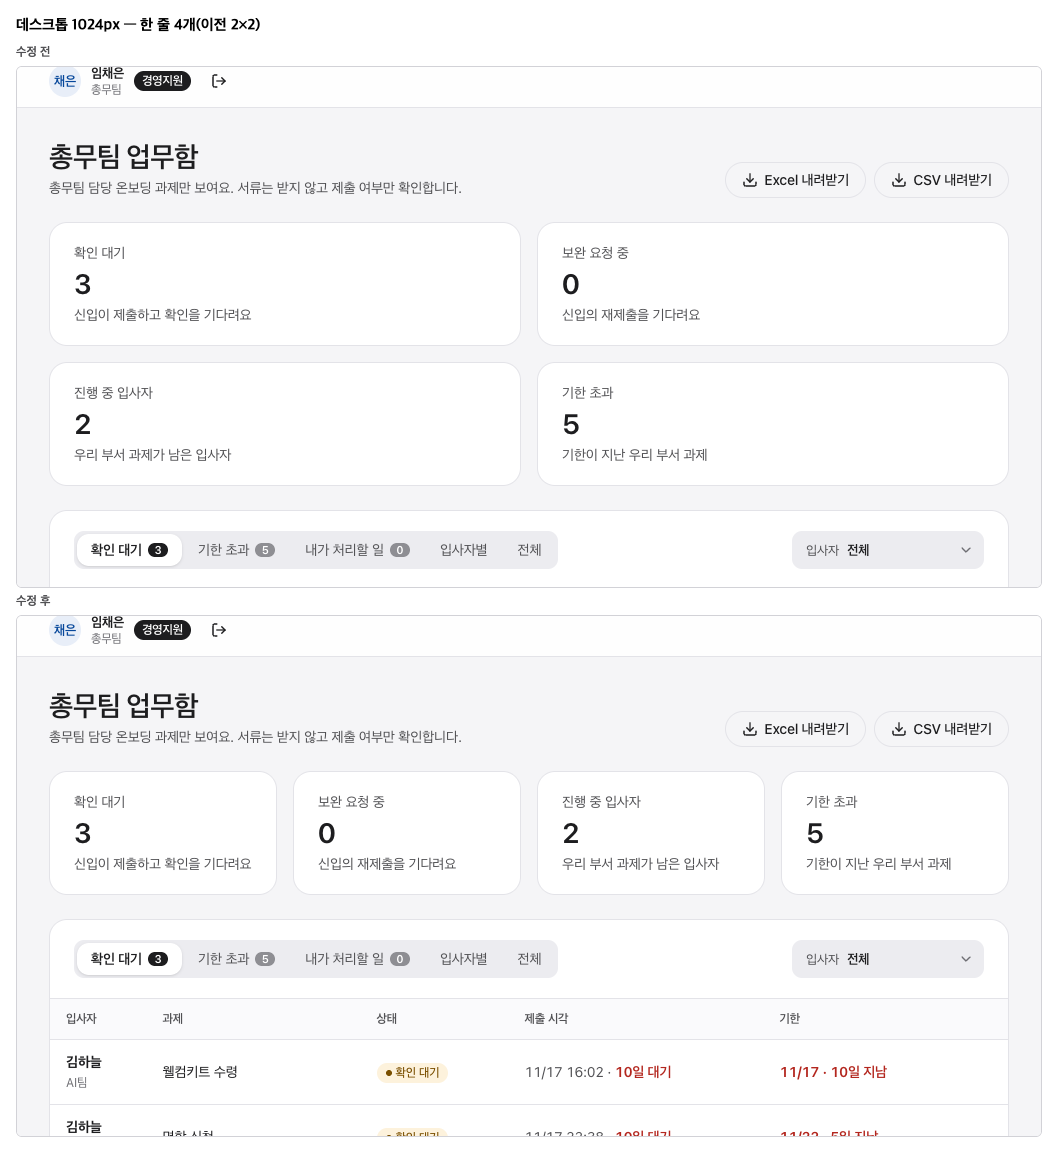 데스크톱 1024px — 한 줄 4개(이전 2×2)
수정 전
채은 임채은 총무팀 경영지원
총무팀 업무함
총무팀 담당 온보딩 과제만 보여요. 서류는 받지 않고 제출 여부만 확인합니다.
Excel 내려받기 CSV 내려받기
확인 대기
3
신입이 제출하고 확인을 기다려요
보완 요청 중
0
신입의 재제출을 기다려요
진행 중 입사자
2
우리 부서 과제가 남은 입사자
기한 초과
5
기한이 지난 우리 부서 과제
확인 대기 3 기한 초과 5 내가 처리할 일 0 입사자별 전체 입사자 전체
수정 후
채은 임채은 총무팀 경영지원
총무팀 업무함
총무팀 담당 온보딩 과제만 보여요. 서류는 받지 않고 제출 여부만 확인합니다.
Excel 내려받기 CSV 내려받기
확인 대기
3
신입이 제출하고 확인을 기다려요
보완 요청 중
0
신입의 재제출을 기다려요
진행 중 입사자
2
우리 부서 과제가 남은 입사자
기한 초과
5
기한이 지난 우리 부서 과제
확인 대기 3 기한 초과 5 내가 처리할 일 0 입사자별 전체 입사자 전체
입사자 과제 상태 제출 시각 기한
김하늘 웰컴키트 수령 확인 대기 11/17 16:02 · 10일 대기 11/17 · 10일 지남
AI팀
김하늘